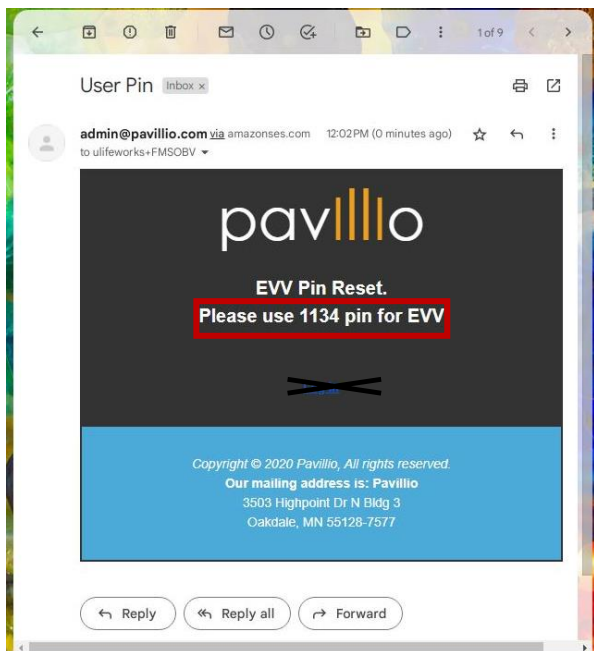 1 of 9
User Pin Inbox ×
admin@pavillio.com via amazonses.com 12:02 PM (0 minutes ago)
to ulifeworks+FMSOBV
pavillio
EVV Pin Reset.
Please use 1134 pin for EVV
Copyright © 2020 Pavillio, All rights reserved.
Our mailing address is: Pavillio
3503 Highpoint Dr N Bldg 3
Oakdale, MN 55128-7577
Reply
Reply all
Forward